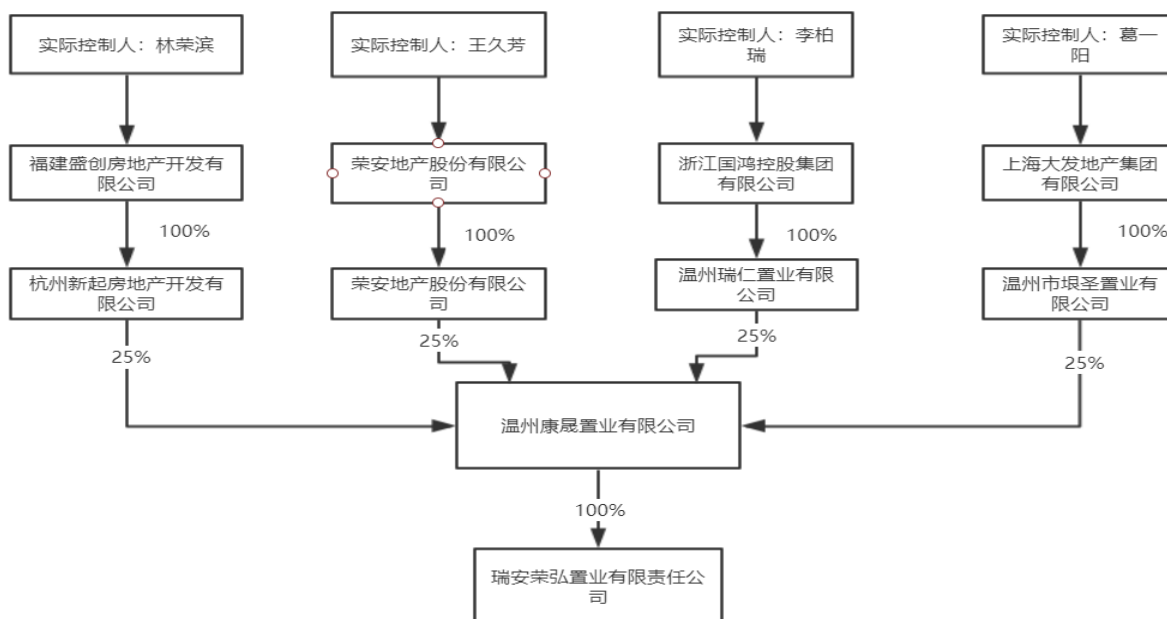 实际控制人：林荣滨
实际控制人：王久芳
实际控制人：李柏
瑞
实际控制人：葛一
阳
福建盛创房地产开发有
限公司
荣安地产股份有限公
司
浙江国鸿控股集团
有限公司
上海大发地产集团
有限公司
100%
100%
100%
100%
杭州新起房地产开发有
限公司
荣安地产股份有限公
司
温州瑞仁置业有限
公司
温州市垠圣置业有
限公司
25%
25%
25%
25%
温州康晟置业有限公司
100%
瑞安荣弘置业有限责任公
司